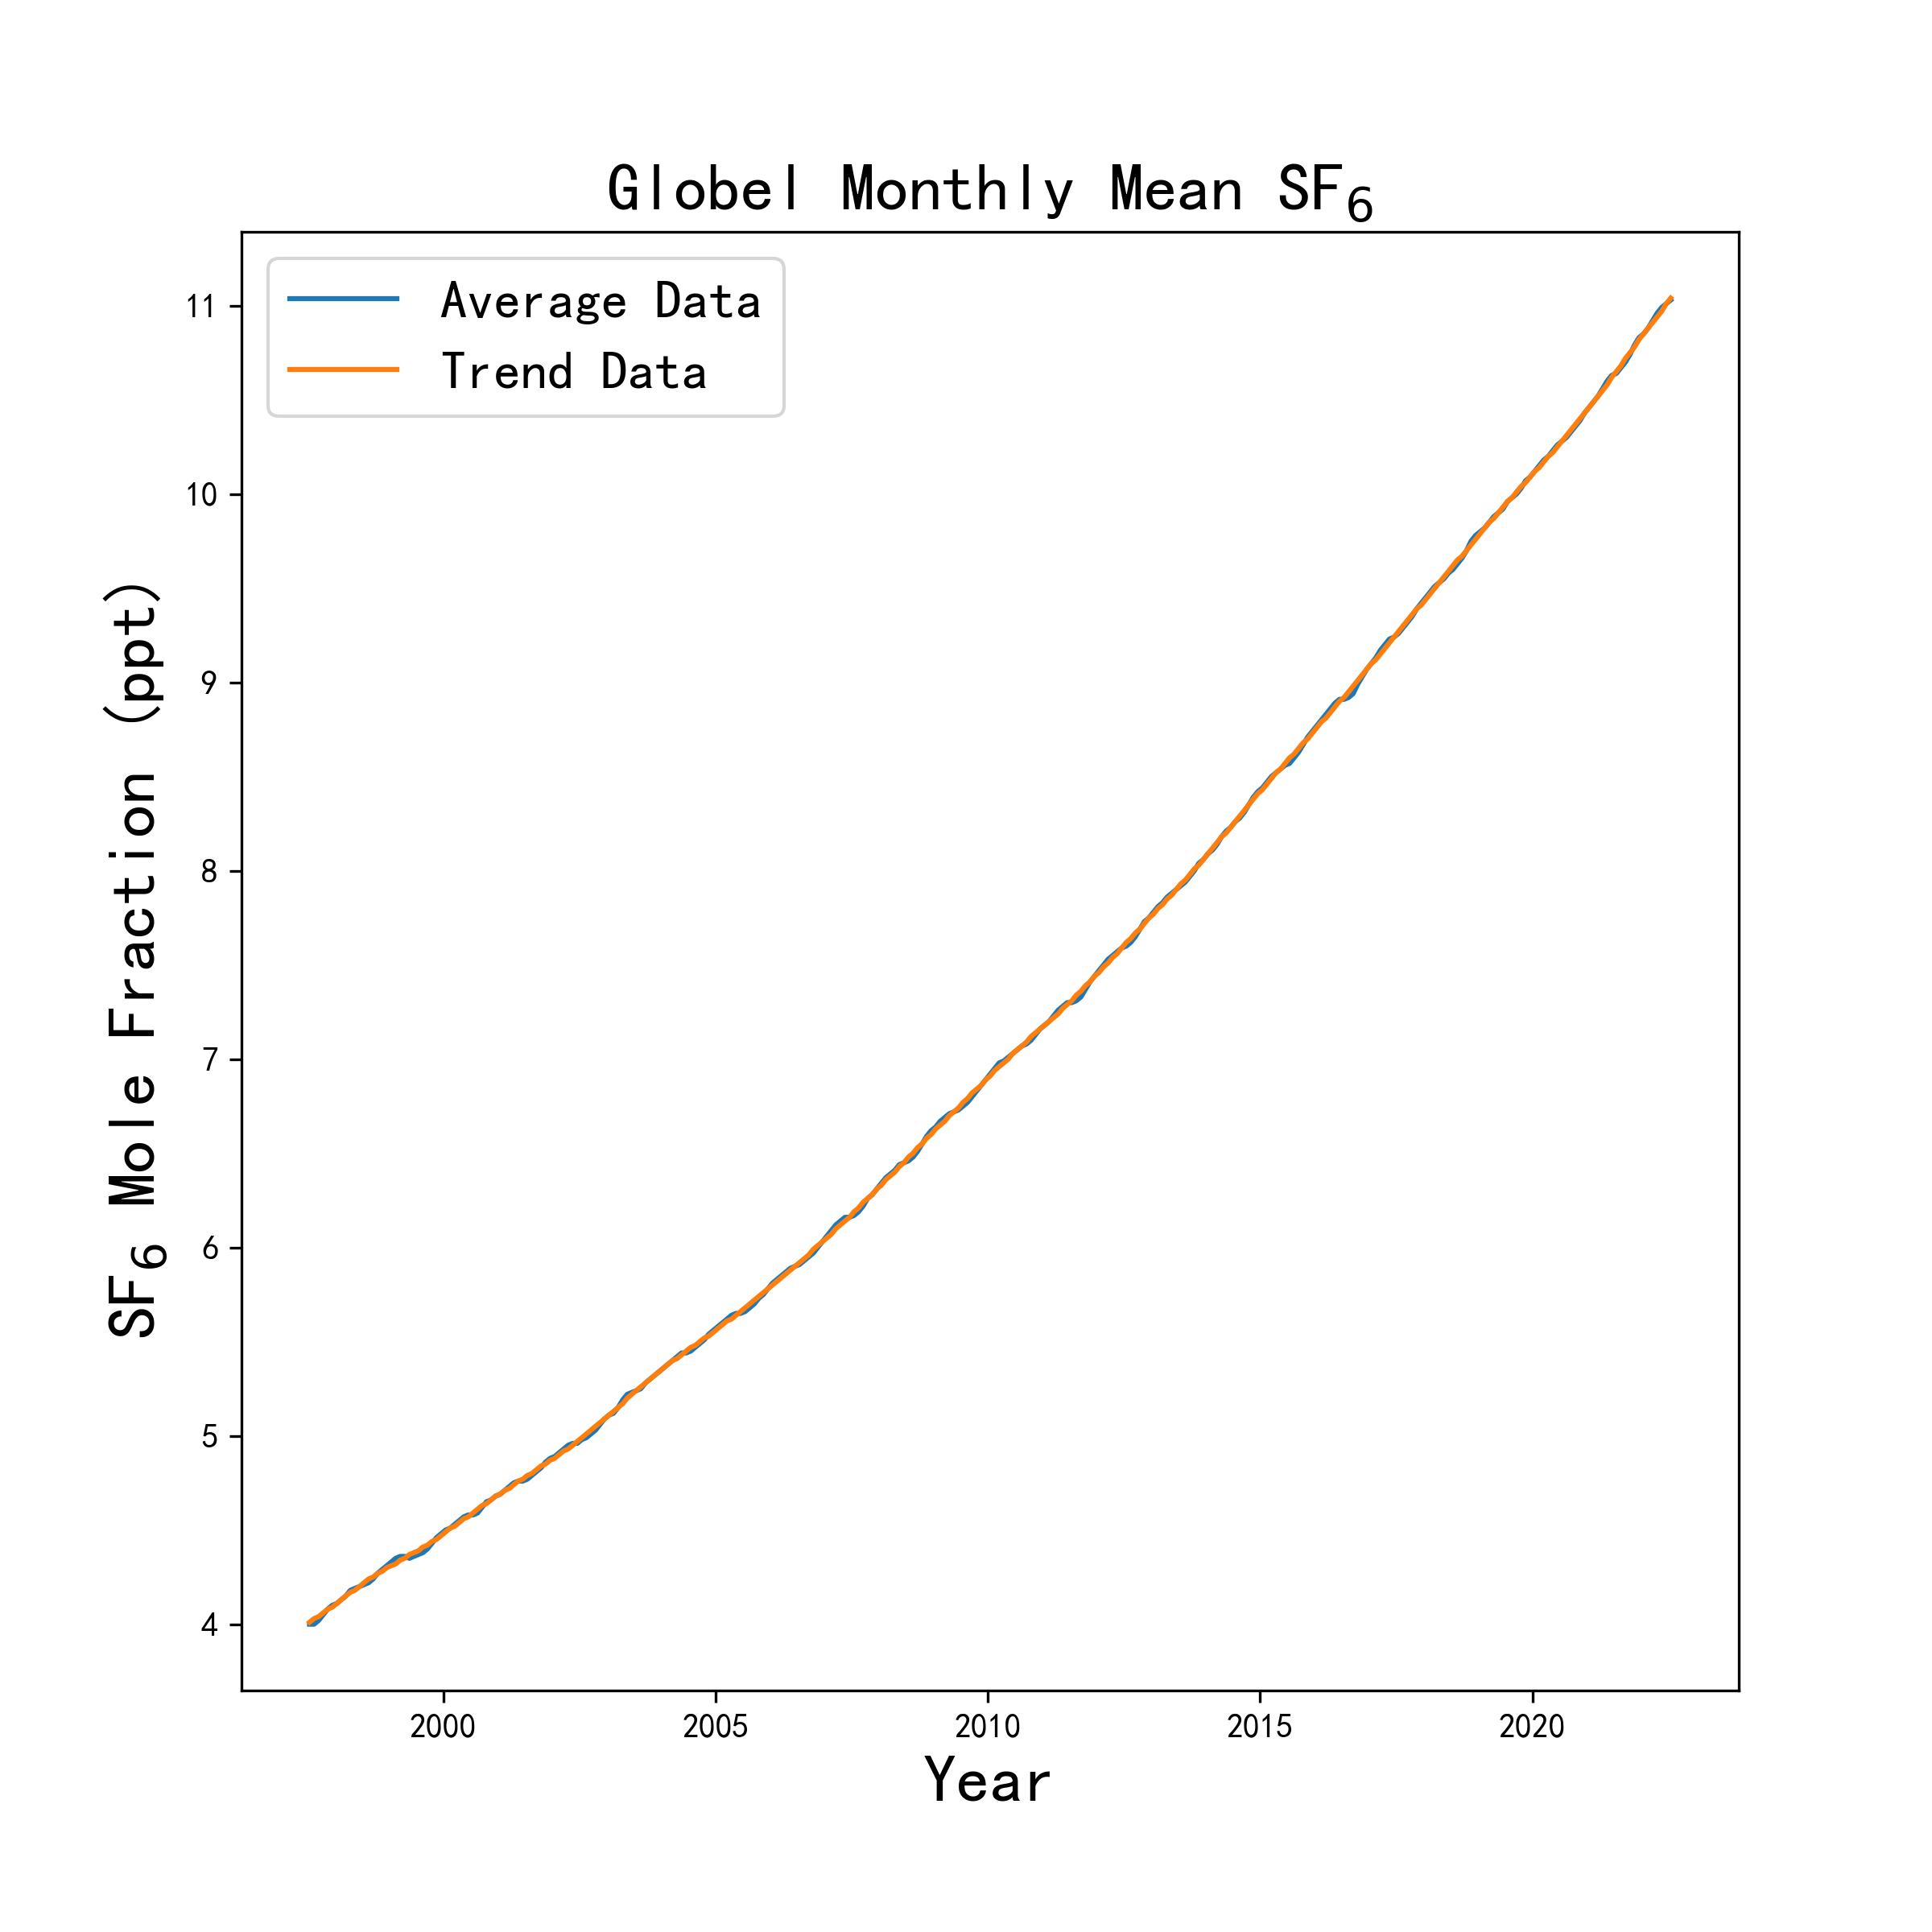 Globel Monthly Mean SF₆
Average Data
Trend Data
SF₆ Mole Fraction (ppt)
11
10
9
8
7
6
5
4
2000 2005 2010 2015 2020
Year